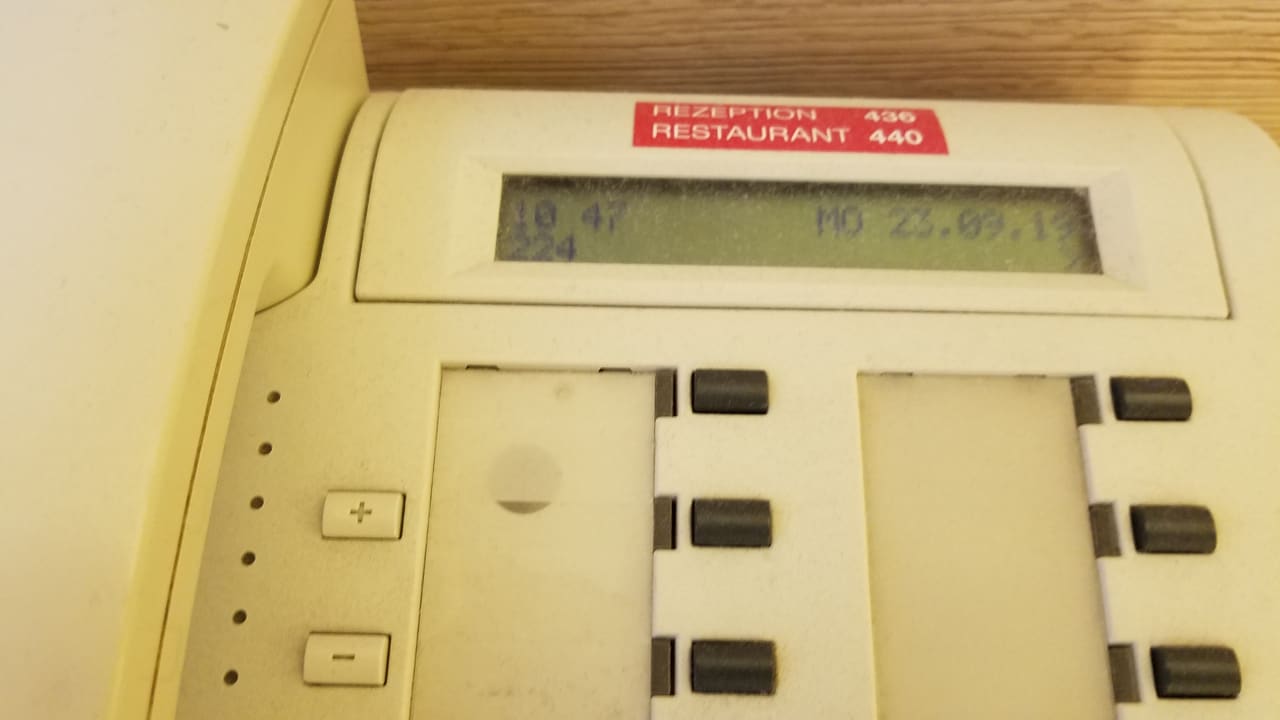 REZEPTION 436
RESTAURANT 440
10 47 MO 23.09.19
224
+
-